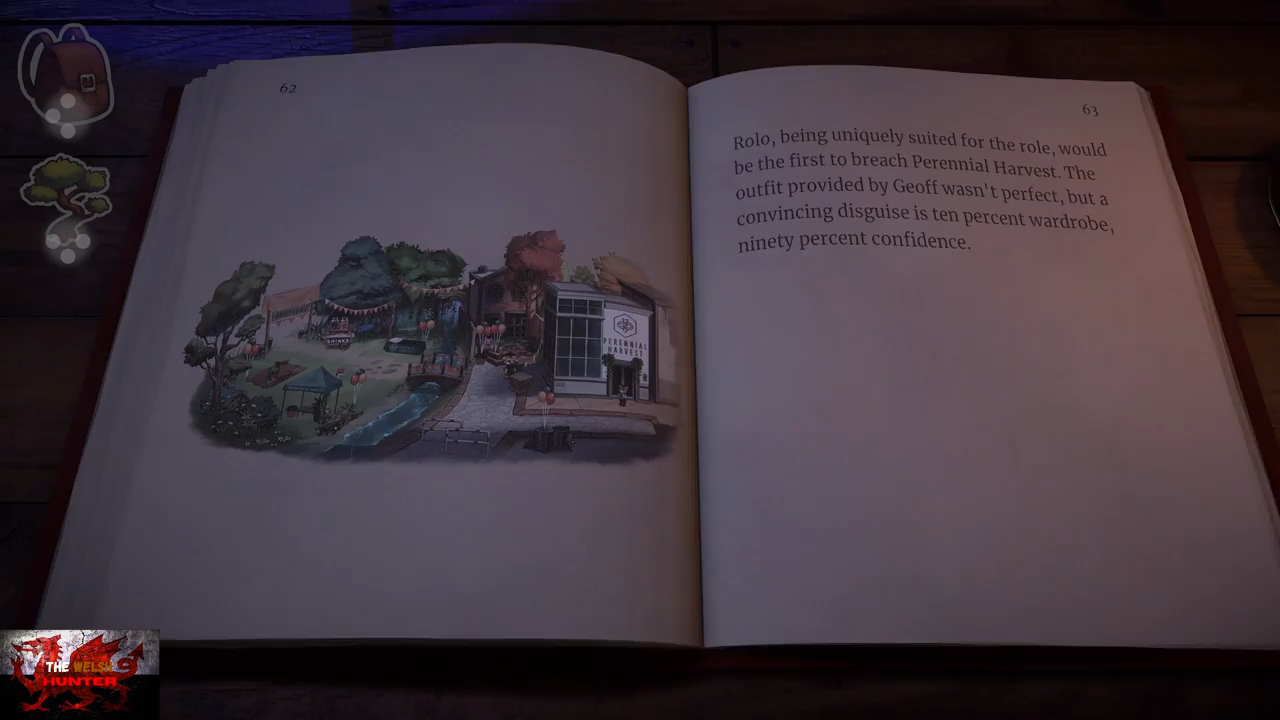 62
63
Rolo, being uniquely suited for the role, would
be the first to breach Perennial Harvest. The
outfit provided by Geoff wasn't perfect, but a
convincing disguise is ten percent wardrobe,
ninety percent confidence.
DRINKS
PERENNIAL
HARVEST
THE WELSH
HUNTER